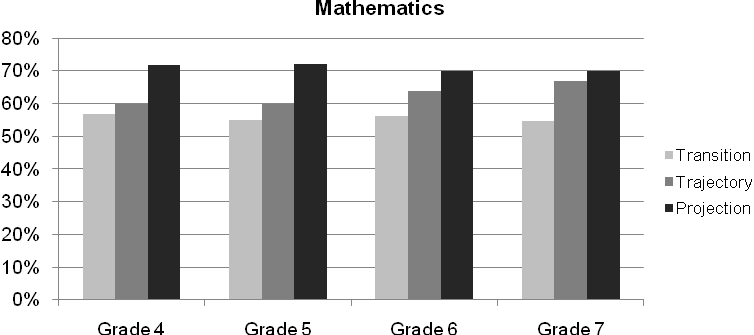 Mathematics
80%
70%
60%
50%
40%
30%
20%
10%
0%
Grade 4 Grade 5 Grade 6 Grade 7
Transition
Trajectory
Projection